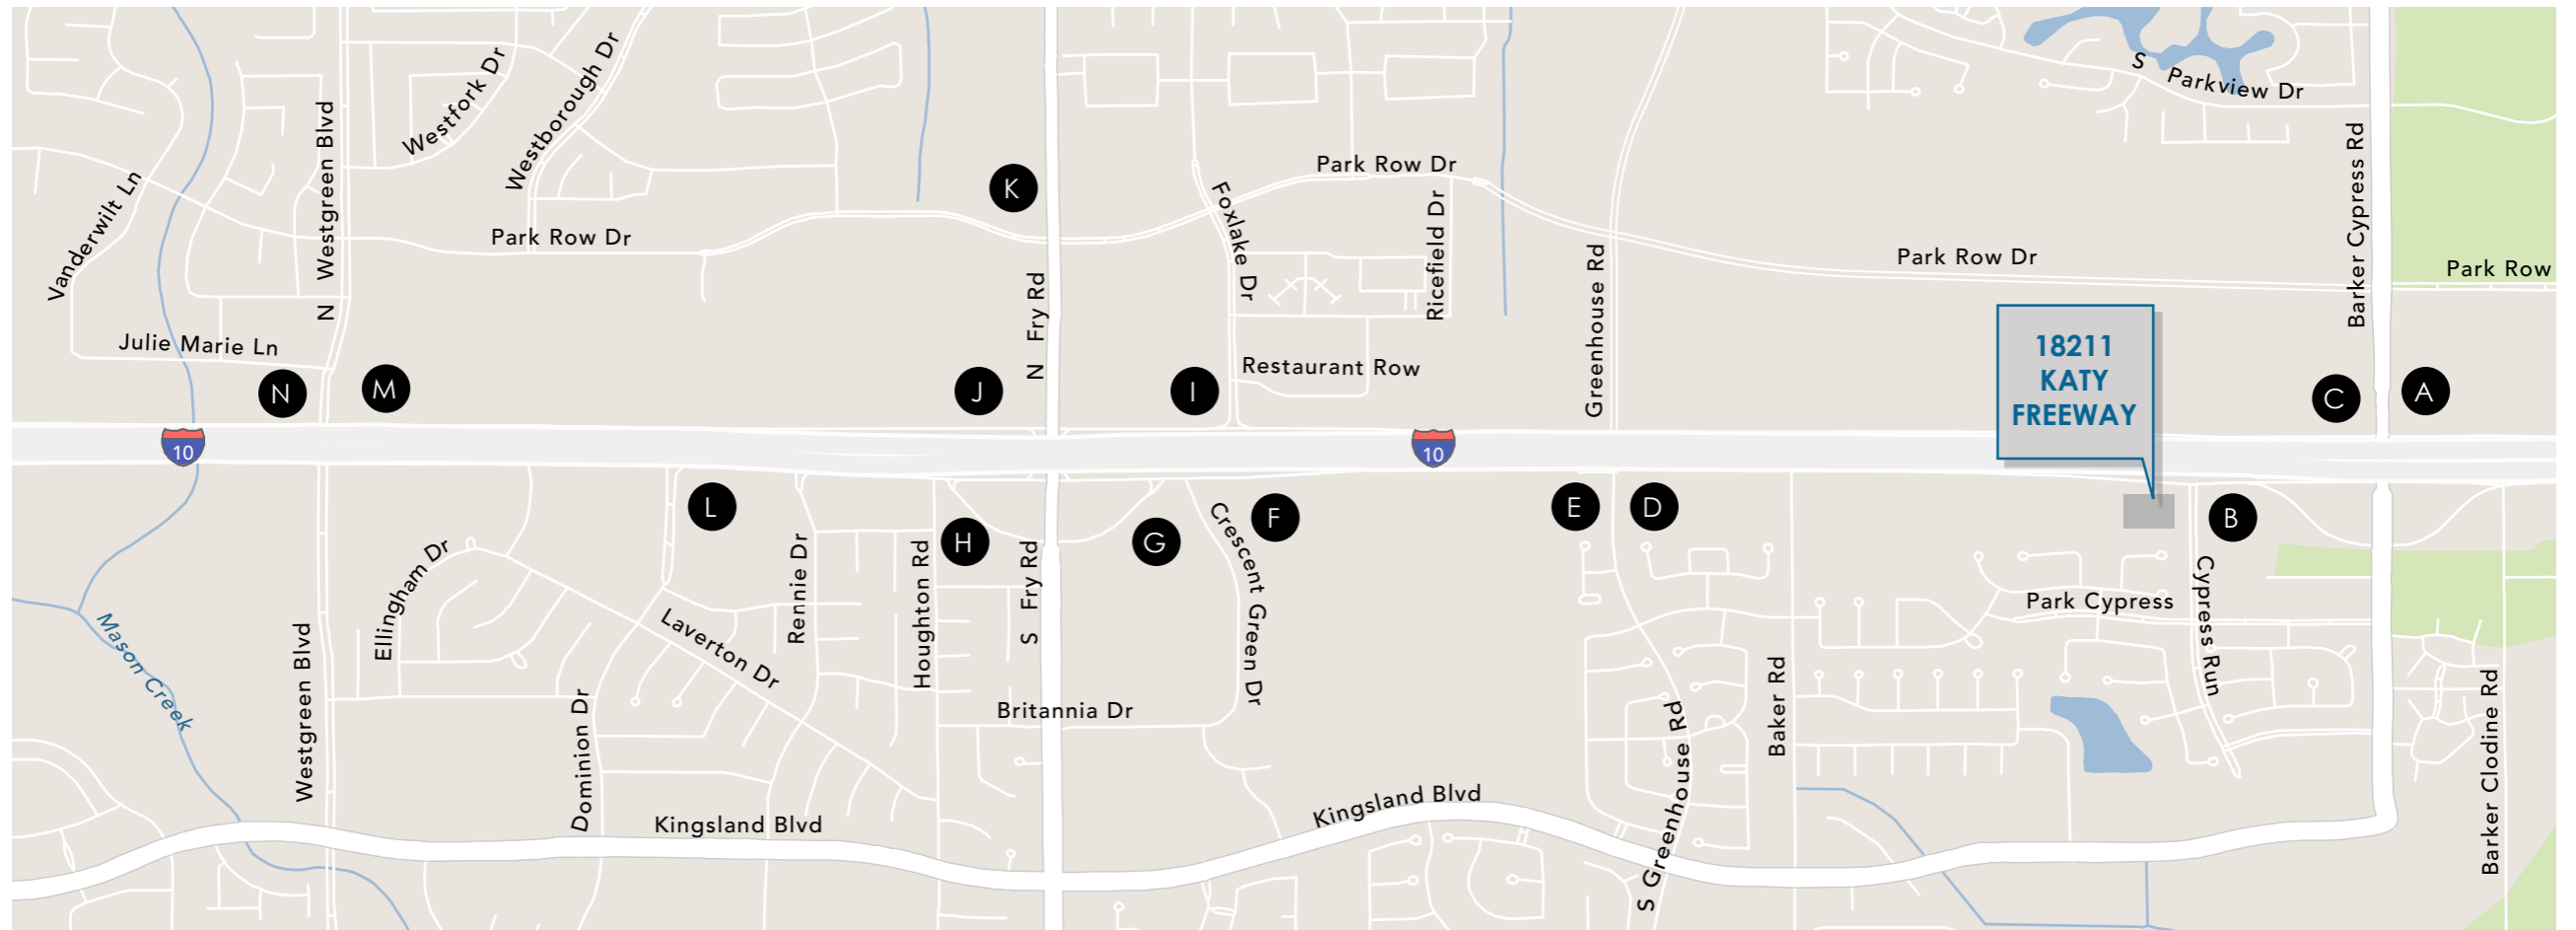 S Parkview Dr
Westfork Dr
Westborough Dr
N Westgreen Blvd
Vanderwilt Ln
Barker Cypress Rd
K
Park Row Dr
Foxlake Dr
Ricefield Dr
Park Row Dr
Greenhouse Rd
Park Row Dr
Park Row
N Fry Rd
Julie Marie Ln
Restaurant Row
18211
KATY
FREEWAY
N
M
J
I
C
A
10
10
L
H
G
F
E
D
B
Ellingham Dr
Rennie Dr
Houghton Rd
S Fry Rd
Crescent Green Dr
Cypress Run
Park Cypress
Mason Creek
Westgreen Blvd
Laverton Dr
Dominion Dr
Britannia Dr
S Greenhouse Rd
Baker Rd
Barker Clodine Rd
Kingsland Blvd
Kingsland Blvd